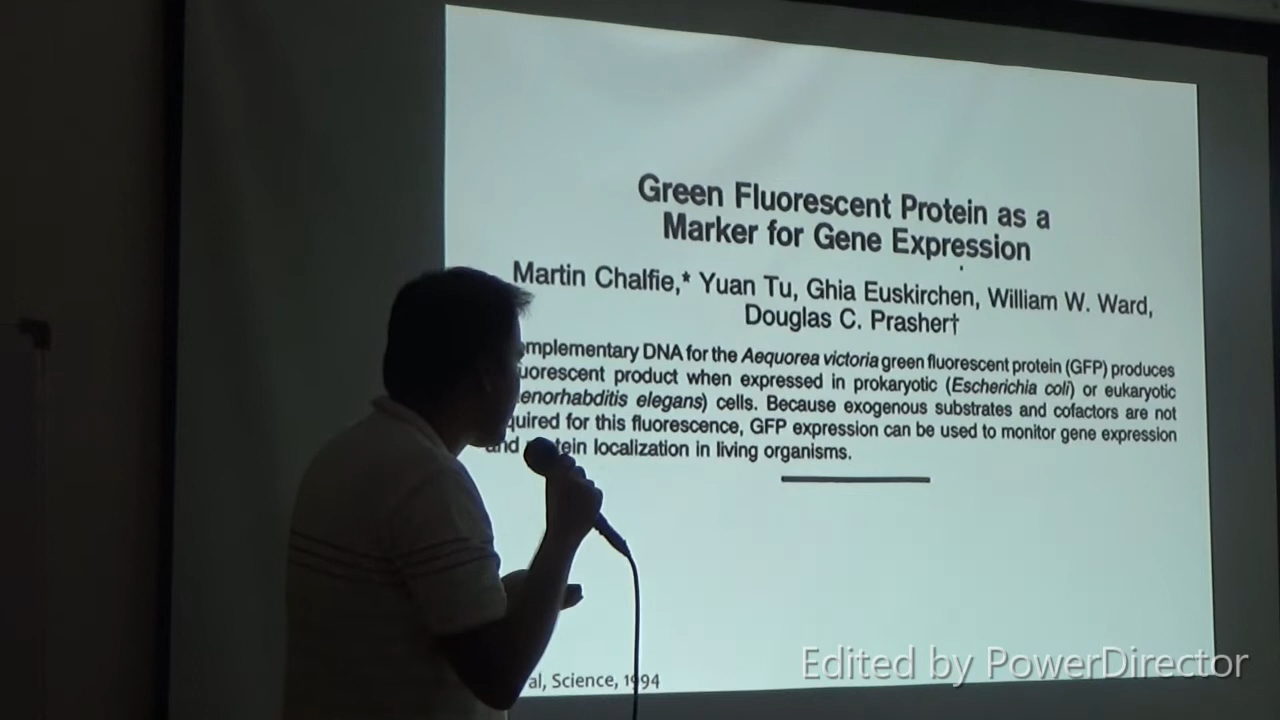 Green Fluorescent Protein as a
Marker for Gene Expression
Martin Chalfie,* Yuan Tu, Ghia Euskirchen, William W. Ward,
Douglas C. Prasher†
mplementary DNA for the Aequorea victoria green fluorescent protein (GFP) produces
uorescent product when expressed in prokaryotic (Escherichia coli) or eukaryotic
enorhabditis elegans) cells. Because exogenous substrates and cofactors are not
quired for this fluorescence, GFP expression can be used to monitor gene expression
and tein localization in living organisms.
al, Science, 1994
Edited by PowerDirector